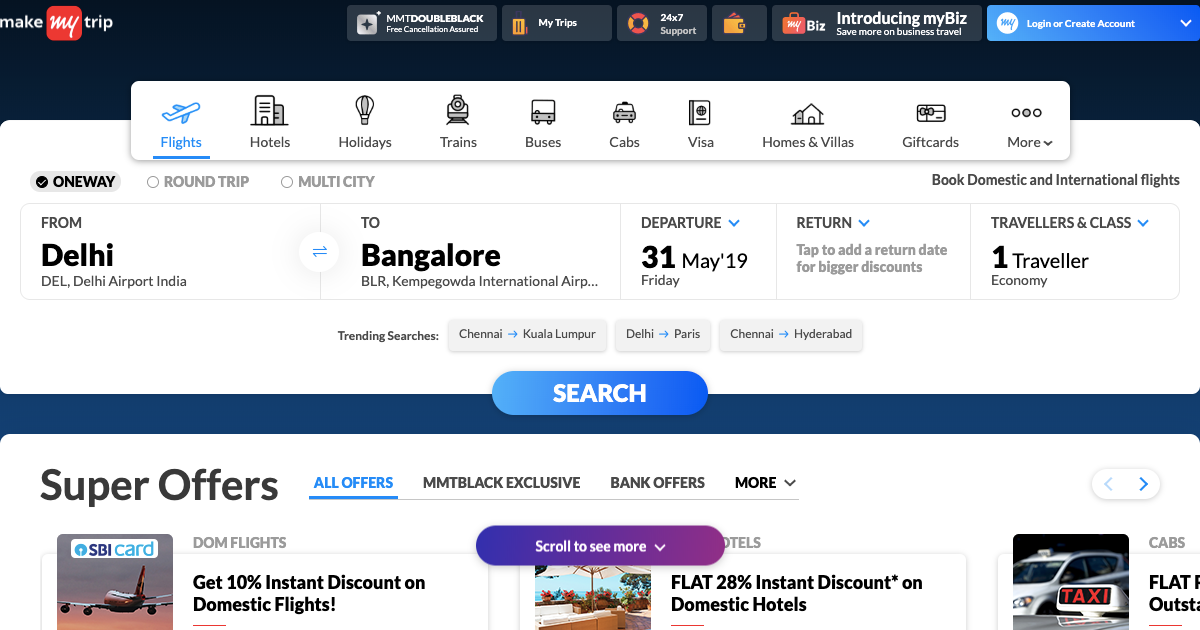 make my trip
MMTDOUBLEBLACK
Free Cancellation Assured
My Trips
24x7
Support
my Biz
Introducing myBiz
Save more on business travel
my
Login or Create Account
Flights
Hotels
Holidays
Trains
Buses
Cabs
Visa
Homes & Villas
Giftcards
More
ONEWAY
ROUND TRIP
MULTI CITY
Book Domestic and International flights
FROM
Delhi
DEL, Delhi Airport India
TO
Bangalore
BLR, Kempegowda International Airp...
DEPARTURE
31 May'19
Friday
RETURN
Tap to add a return date
for bigger discounts
TRAVELLERS & CLASS
1 Traveller
Economy
Trending Searches:
Chennai → Kuala Lumpur
Delhi → Paris
Chennai → Hyderabad
SEARCH
Super Offers
ALL OFFERS
MMTBLACK EXCLUSIVE
BANK OFFERS
MORE
SBI card
DOM FLIGHTS
Get 10% Instant Discount on
Domestic Flights!
Scroll to see more
OTELS
FLAT 28% Instant Discount* on
Domestic Hotels
TAXI
CABS
FLAT
Outsta